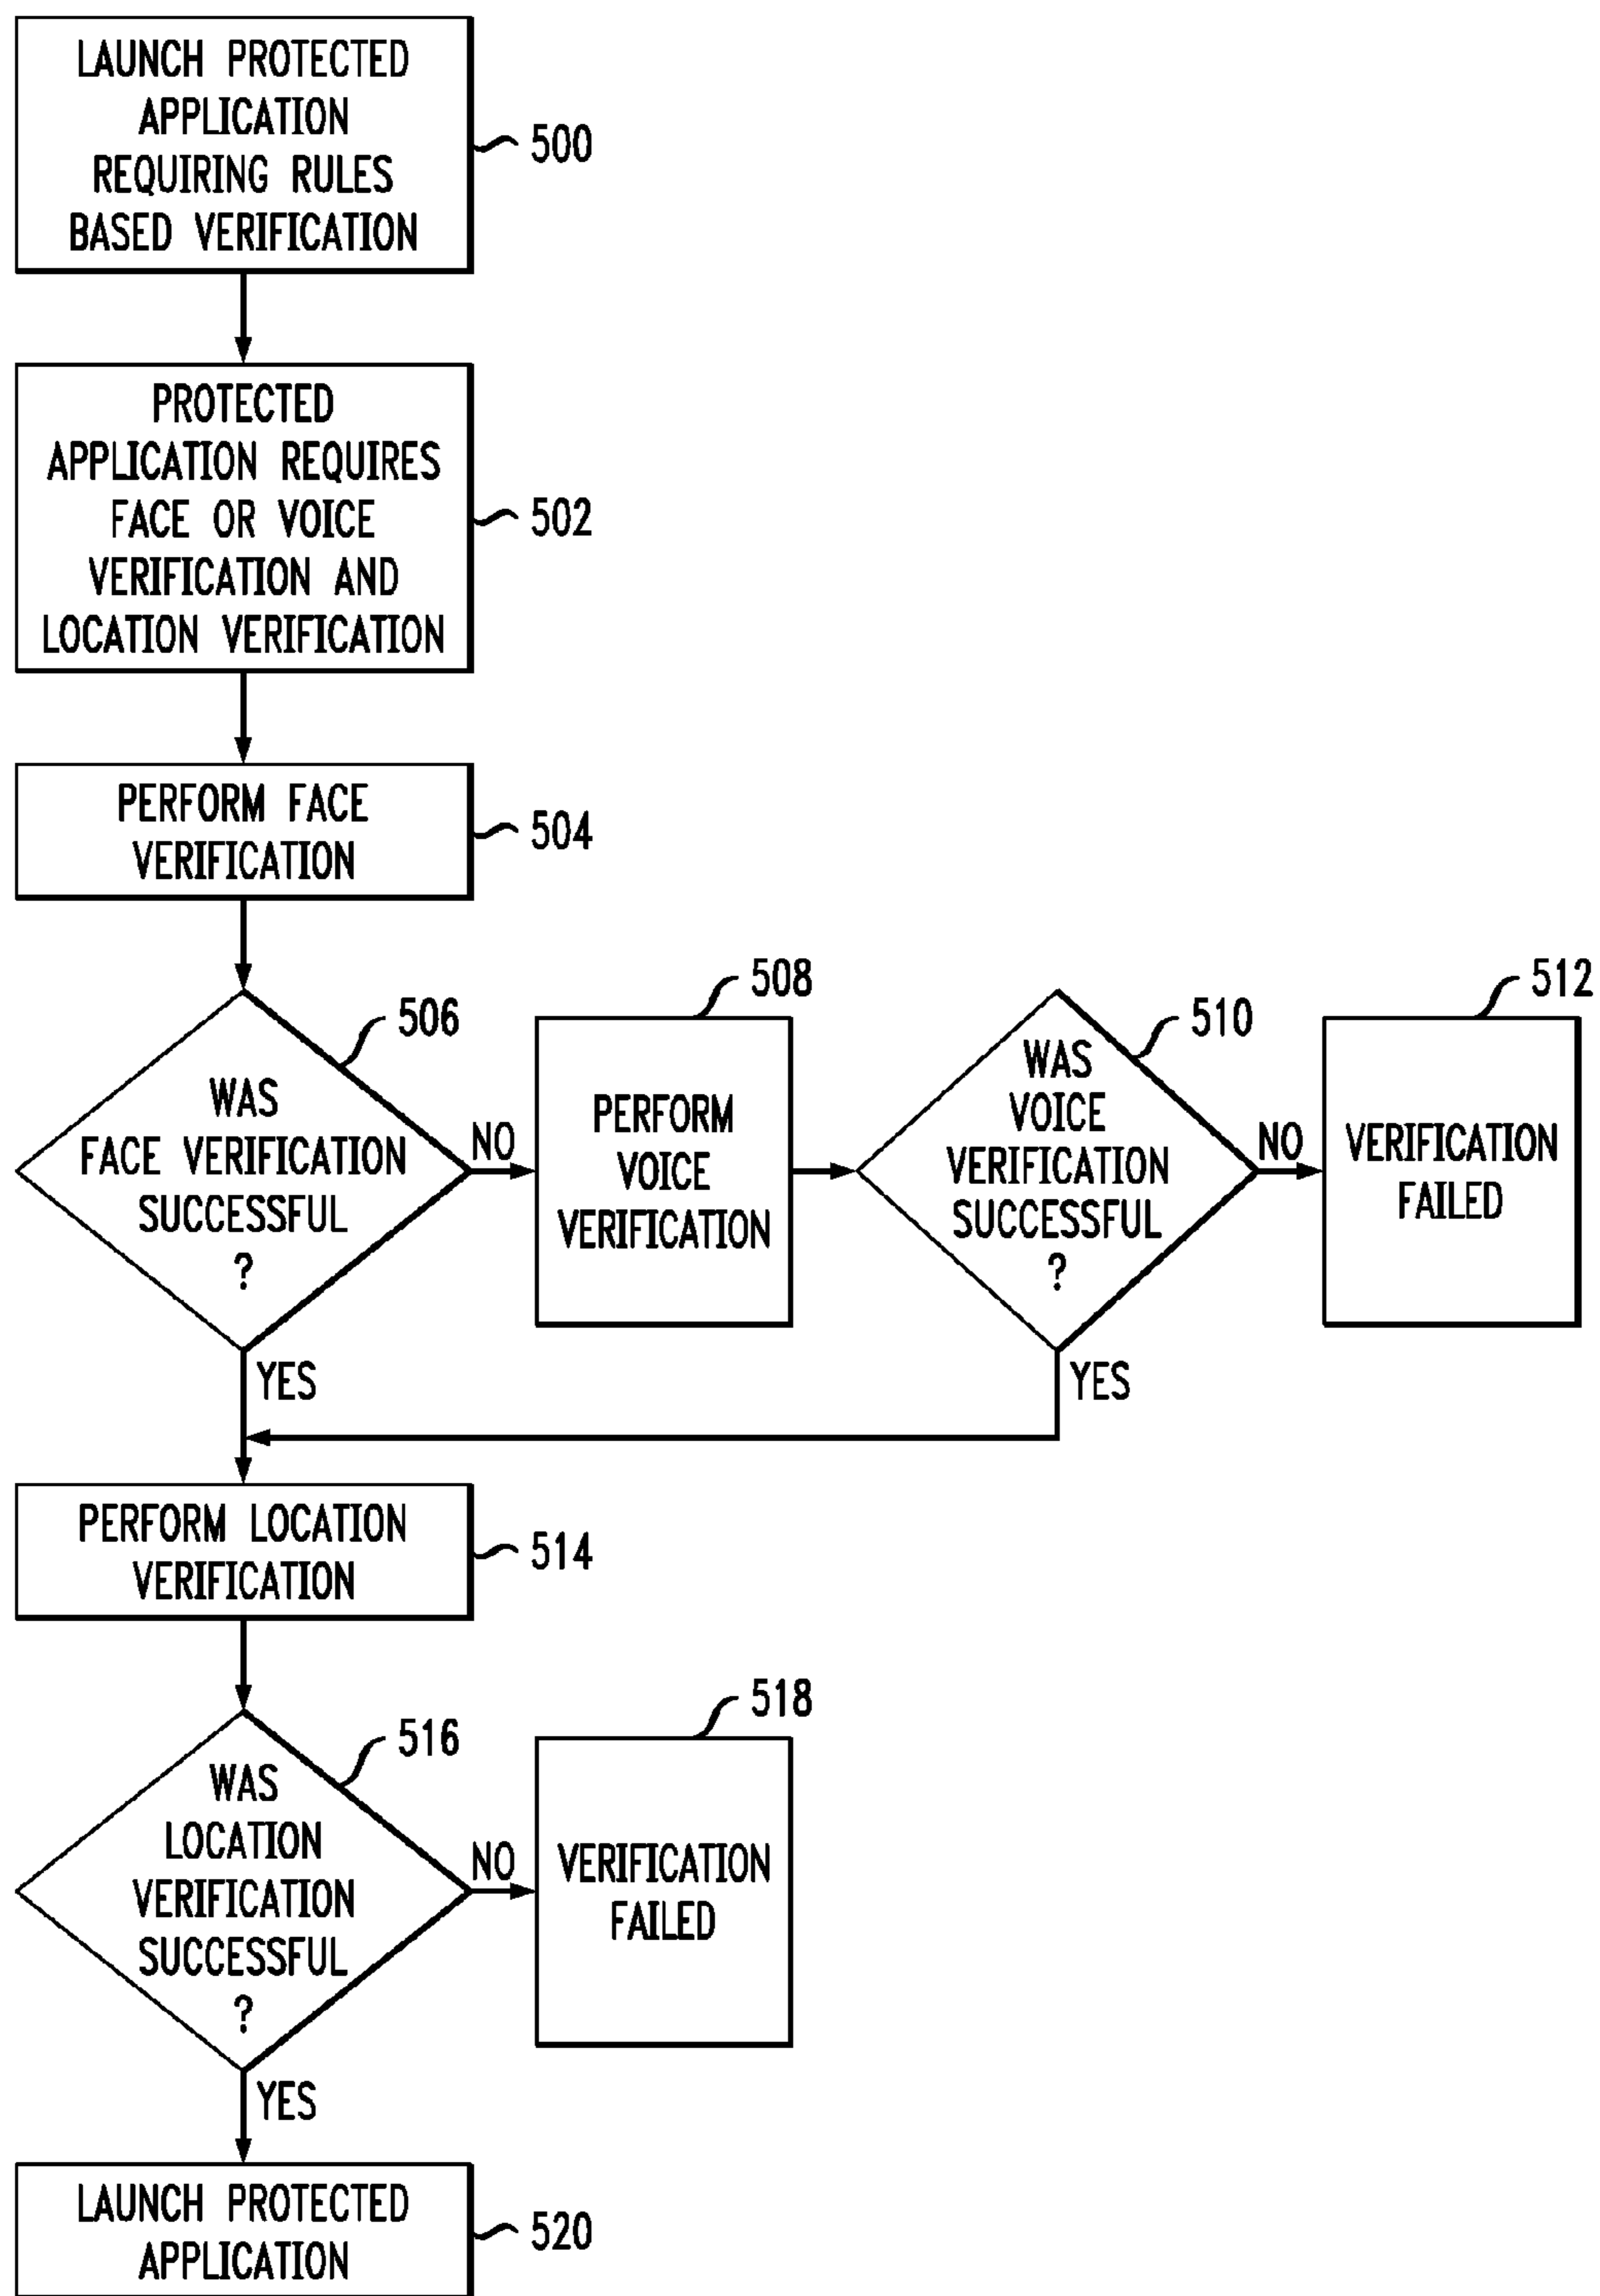 LAUNCH PROTECTED
APPLICATION
REQUIRING RULES
BASED VERIFICATION
500
PROTECTED
APPLICATION REQUIRES
FACE OR VOICE
VERIFICATION AND
LOCATION VERIFICATION
502
PERFORM FACE
VERIFICATION
504
WAS
FACE VERIFICATION
SUCCESSFUL
?
506
NO
YES
PERFORM
VOICE
VERIFICATION
508
WAS
VOICE
VERIFICATION
SUCCESSFUL
?
510
NO
YES
VERIFICATION
FAILED
512
PERFORM LOCATION
VERIFICATION
514
WAS
LOCATION
VERIFICATION
SUCCESSFUL
?
516
NO
YES
VERIFICATION
FAILED
518
LAUNCH PROTECTED
APPLICATION
520